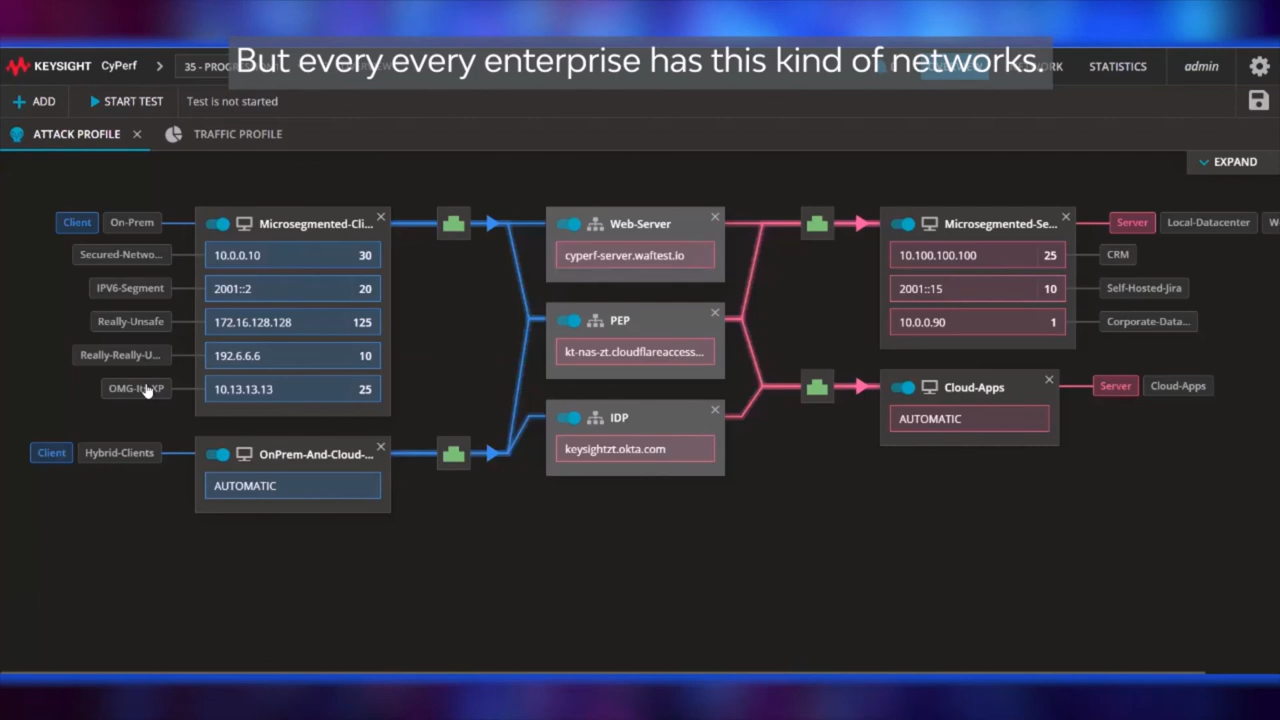 But every every enterprise has this kind of networks.
KEYSIGHT CyPerf > 35 - PROG
STATISTICS admin
ADD START TEST Test is not started
ATTACK PROFILE TRAFFIC PROFILE
EXPAND
Client On-Prem Microsegmented-Cli... Web-Server Microsegmented-Se... Server Local-Datacenter
Secured-Netwo... 10.0.0.10 30 cyperf-server.waftest.io 10.100.100.100 25 CRM
IPV6-Segment 2001::2 20 2001::15 10 Self-Hosted-Jira
Really-Unsafe 172.16.128.128 125 PEP 10.0.0.90 1 Corporate-Data...
Really-Really-U... 192.6.6.6 10 kt-nas-zt.cloudflareaccess...
10.13.13.13 25 Cloud-Apps Server Cloud-Apps
IDP AUTOMATIC
Client Hybrid-Clients OnPrem-And-Cloud-... keysightzt.okta.com
AUTOMATIC